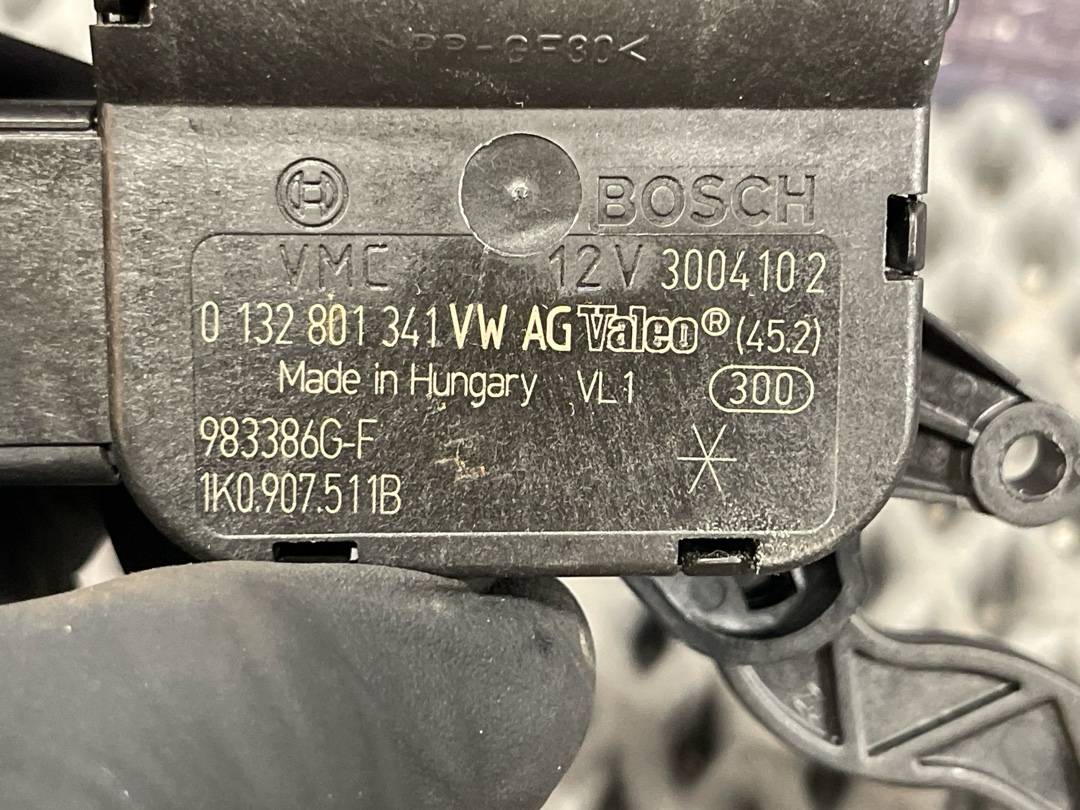 PP-GF30<
BOSCH
VMC 12V 3004102
0 132 801 341 VW AG Valeo® (45.2)
Made in Hungary VL1 300
983386G-F
1K0.907.511B